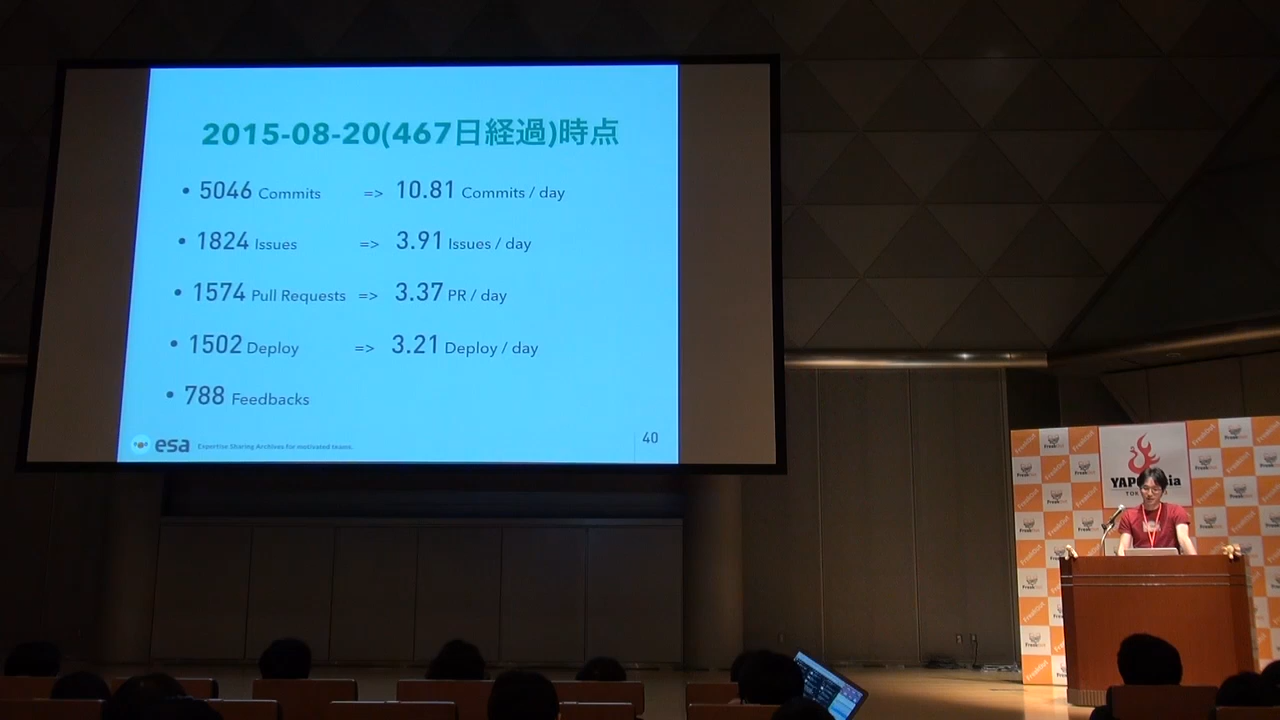 2015-08-20(467日経過)時点
• 5046 Commits => 10.81 Commits / day
• 1824 Issues => 3.91 Issues / day
• 1574 Pull Requests => 3.37 PR / day
• 1502 Deploy => 3.21 Deploy / day
• 788 Feedbacks
esa Expertise Sharing Archives for motivated teams.
40
FreakOut